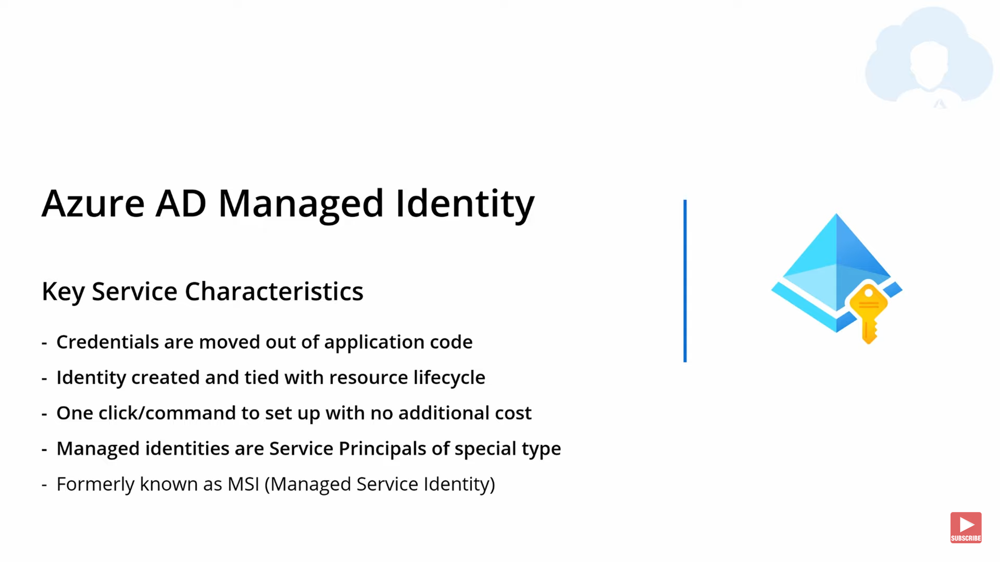 Azure AD Managed Identity
Key Service Characteristics
- Credentials are moved out of application code
- Identity created and tied with resource lifecycle
- One click/command to set up with no additional cost
- Managed identities are Service Principals of special type
- Formerly known as MSI (Managed Service Identity)
SUBSCRIBE